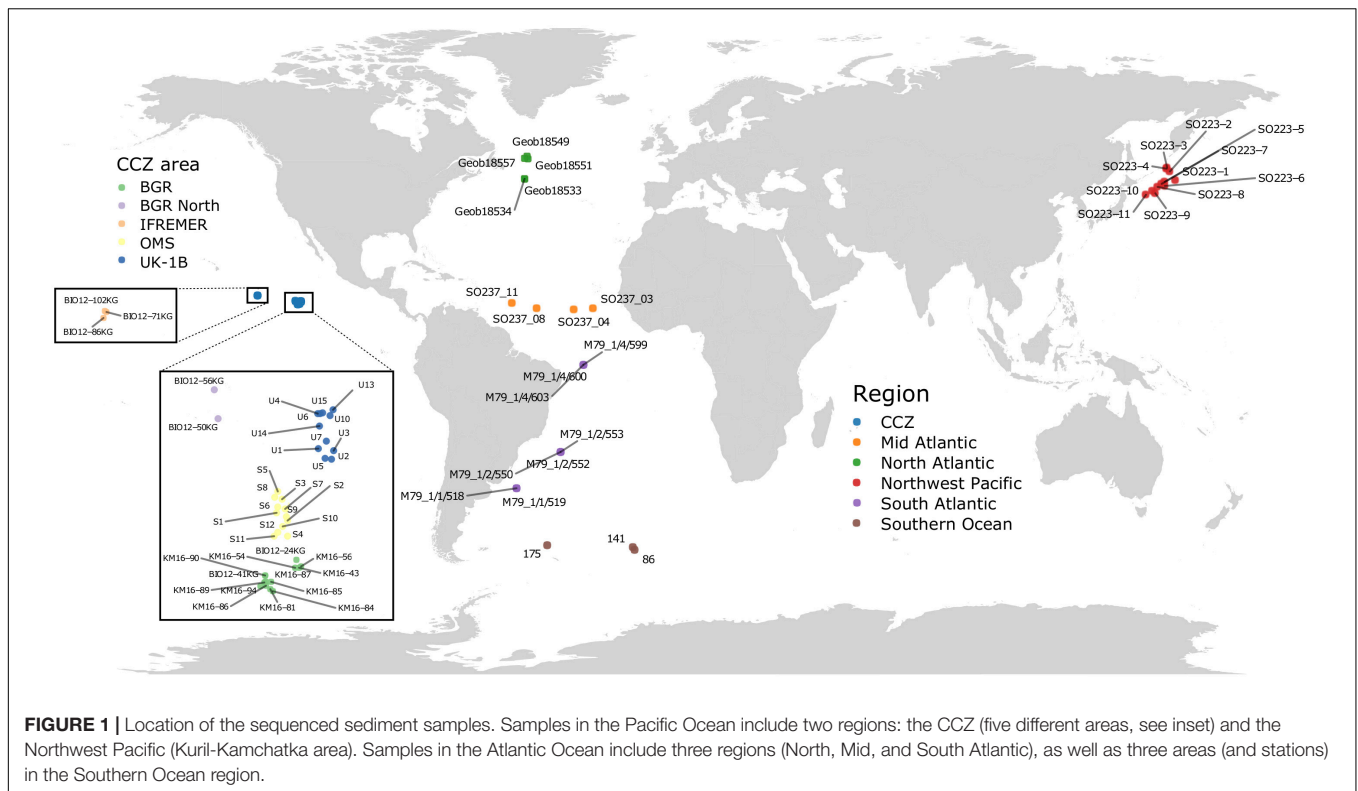 Geob18549
Geob18557
Geob18551
Geob18533
Geob18534
SO223−2
SO223−5
SO223−3
SO223−7
SO223−4
SO223−1
SO223−6
SO223−10
SO223−8
SO223−11
SO223−9
CCZ area
BGR
BGR North
IFREMER
OMS
UK-1B
BIO12−102KG
BIO12−71KG
BIO12−86KG
SO237_11
SO237_03
SO237_08
SO237_04
M79_1/4/599
M79_1/4/600
M79_1/4/603
M79_1/2/553
M79_1/2/552
M79_1/2/550
M79_1/1/518
M79_1/1/519
175
141
86
BIO12−56KG
BIO12−50KG
U13
U15
U4
U6
U10
U14
U7
U3
U1
U2
U5
S5
S3
S7
S8
S2
S6
S9
S1
S12
S10
S11
S4
BIO12−24KG
KM16−54
KM16−56
KM16−90
BIO12−41KG
KM16−87
KM16−43
KM16−89
KM16−94
KM16−85
KM16−86
KM16−81
KM16−84
Region
CCZ
Mid Atlantic
North Atlantic
Northwest Pacific
South Atlantic
Southern Ocean
FIGURE 1 | Location of the sequenced sediment samples. Samples in the Pacific Ocean include two regions: the CCZ (five different areas, see inset) and the
Northwest Pacific (Kuril-Kamchatka area). Samples in the Atlantic Ocean include three regions (North, Mid, and South Atlantic), as well as three areas (and stations)
in the Southern Ocean region.